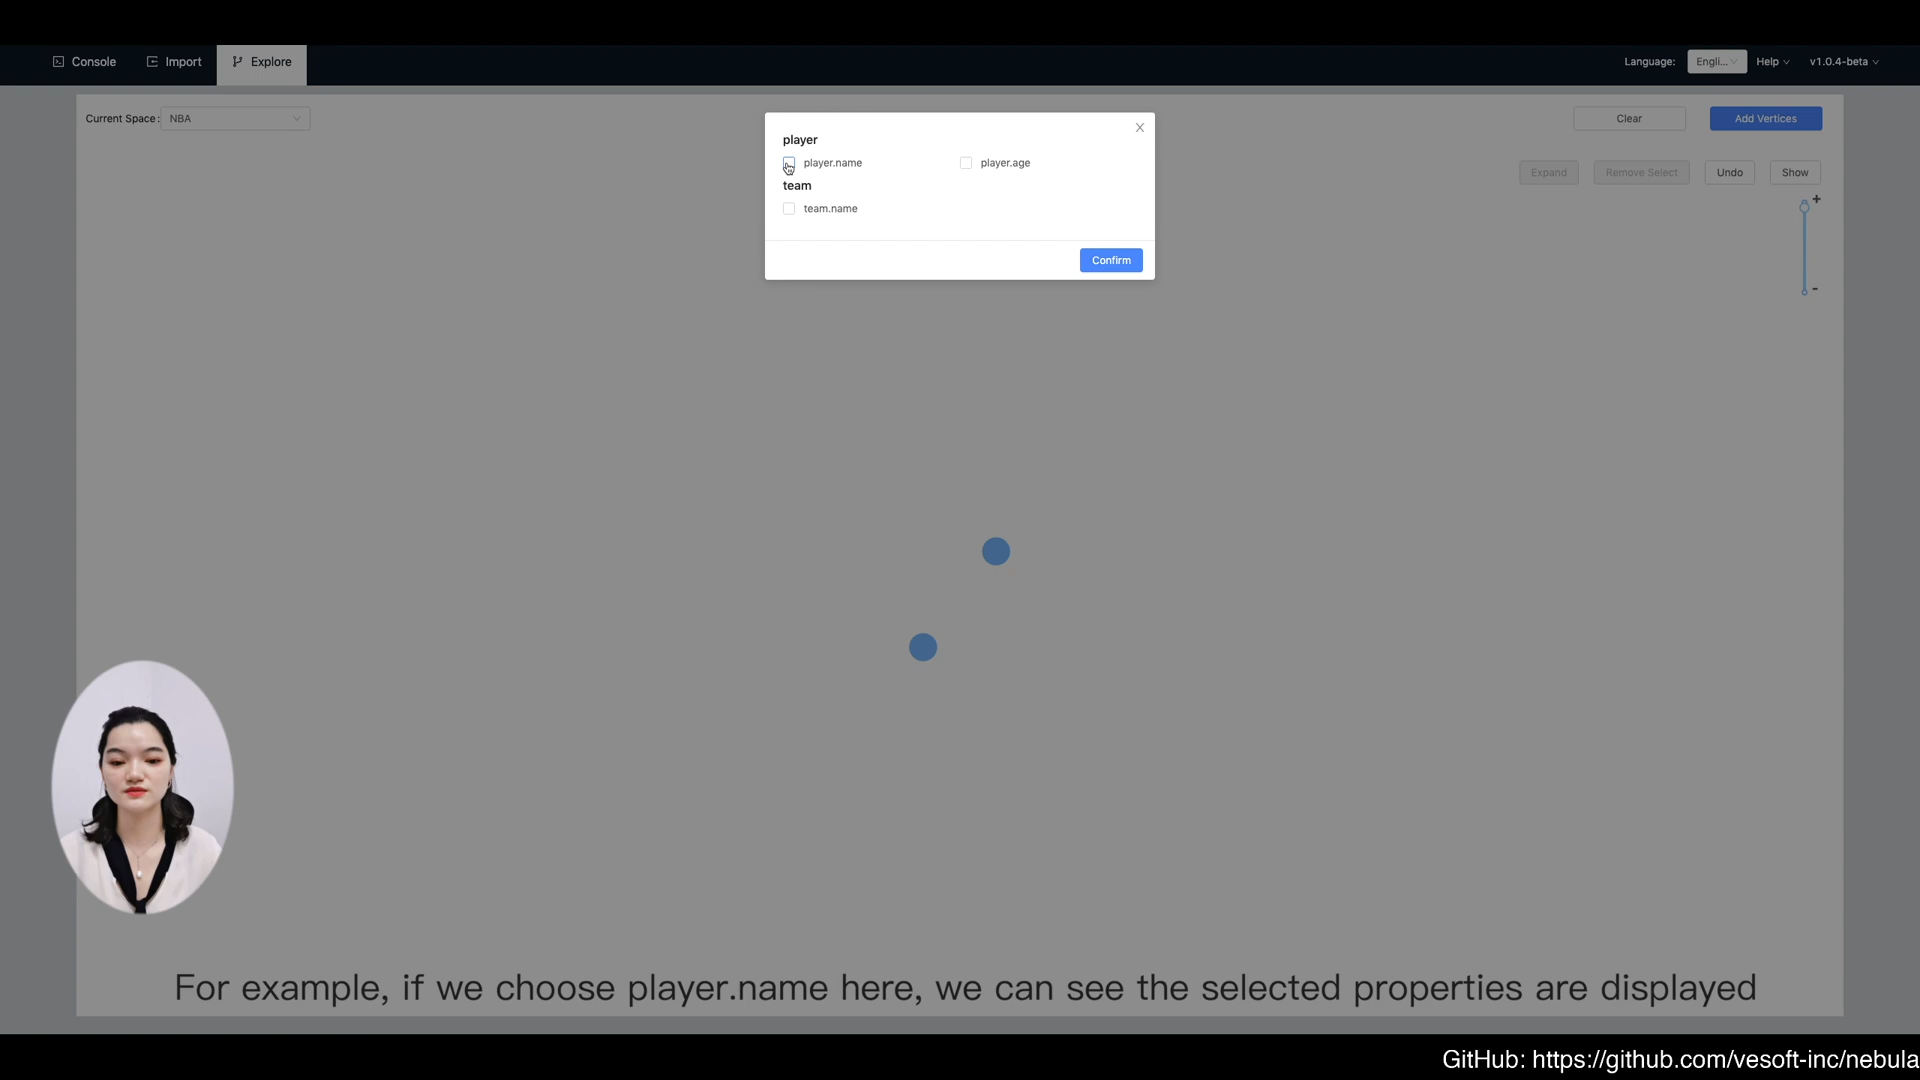 Console Import Explore Language: Engli... Help v1.0.4-beta
Current Space: NBA Clear Add Vertices
player
player.name player.age
Expand Remove Select Undo Show
team
+
team.name
Confirm
-
For example, if we choose player.name here, we can see the selected properties are displayed
GitHub: https://github.com/vesoft-inc/nebula